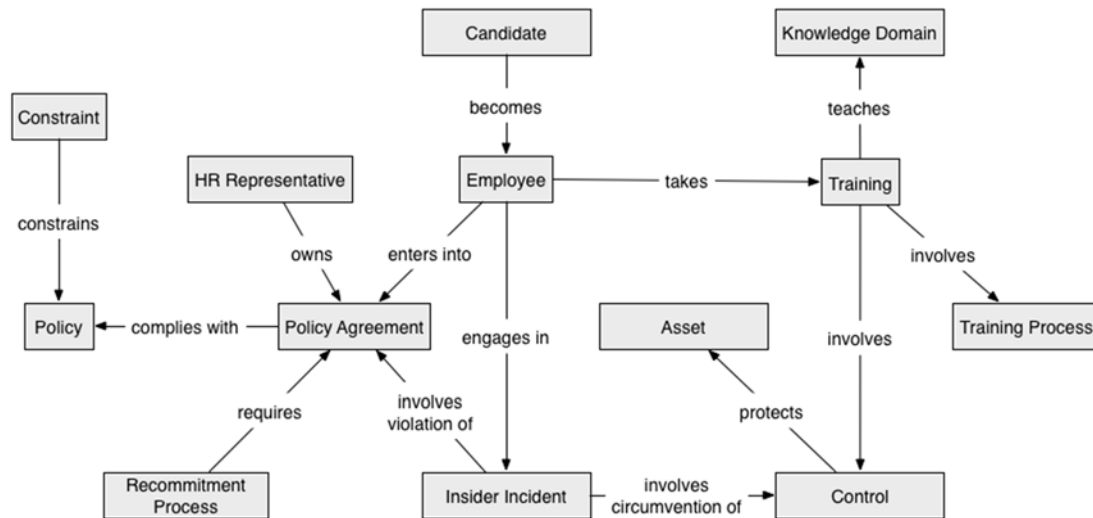 Candidate
Knowledge Domain
becomes
teaches
Constraint
HR Representative
Employee
takes
Training
constrains
owns
enters into
involves
Policy
complies with
Policy Agreement
engages in
Asset
involves
Training Process
requires
involves
violation of
protects
Recommitment
Process
Insider Incident
involves
circumvention of
Control